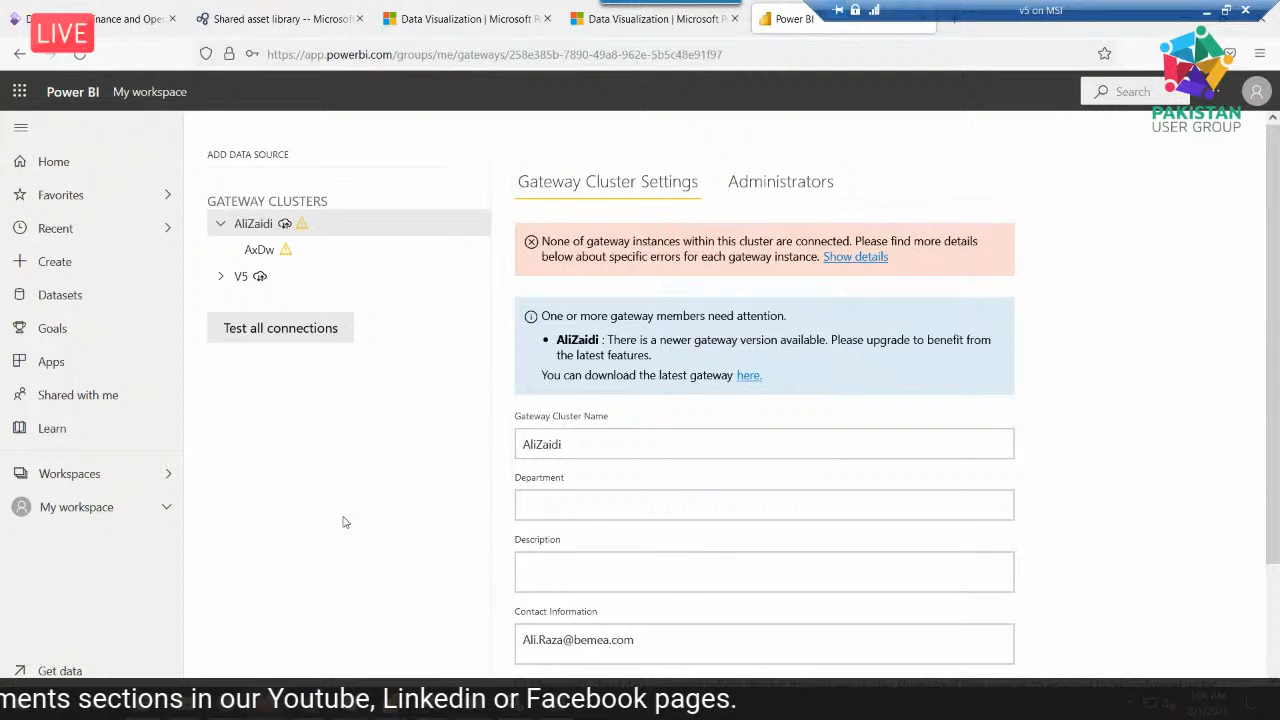 LIVE
inance and Oper
Shared asset library -- Microsoft
Data Visualization | Microsoft P
Data Visualization | Microsoft P
Power BI
v5 on MSI
https://app.powerbi.com/groups/me/gateways/258e385b-7890-49a8-962e-5b5c48e91f97
Power BI My workspace
Search
PAKISTAN
USER GROUP
Home
Favorites
Recent
Create
Datasets
Goals
Apps
Shared with me
Learn
Workspaces
My workspace
Get data
ADD DATA SOURCE
GATEWAY CLUSTERS
AliZaidi
AxDw
V5
Test all connections
Gateway Cluster Settings Administrators
None of gateway instances within this cluster are connected. Please find more details
below about specific errors for each gateway instance. Show details
One or more gateway members need attention.
• AliZaidi : There is a newer gateway version available. Please upgrade to benefit from
the latest features.
You can download the latest gateway here.
Gateway Cluster Name
AliZaidi
Department
Description
Contact Information
Ali.Raza@bemea.com
ments sections in our Youtube, Linkedin or Facebook pages.
1:06 AM